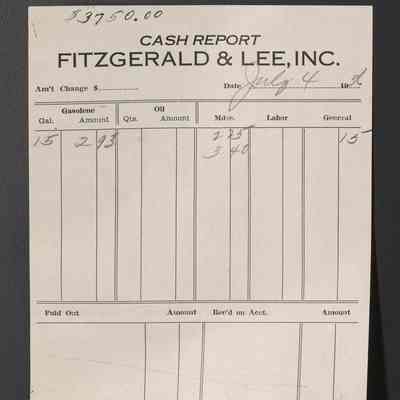 $3750.00
CASH REPORT
FITZGERALD & LEE, INC.
Am't Change $ Date July 4 1936
Gasolene Oil
Gal. Amount Qts. Amount Mdse. Labor General
15 2 93 2 25 15
3 40
Paid Out Amount Rec'd on Acct. Amount